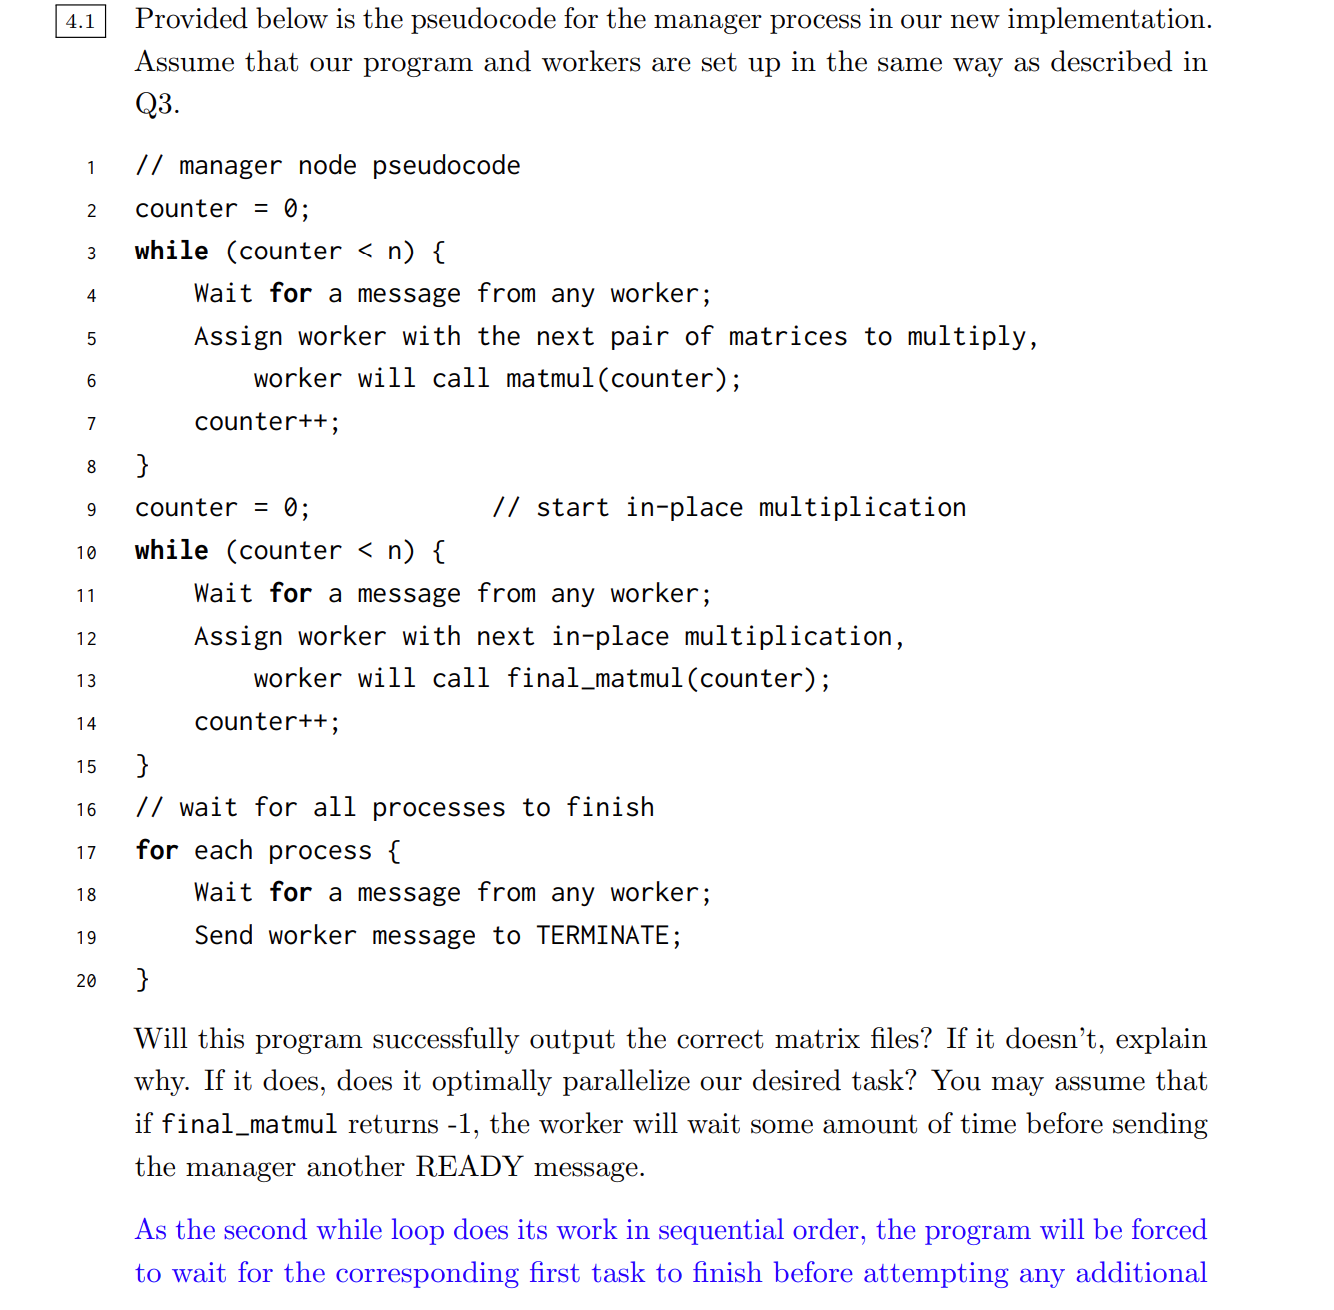 4.1 Provided below is the pseudocode for the manager process in our new implementation.
Assume that our program and workers are set up in the same way as described in
Q3.
1 // manager node pseudocode
2 counter = 0;
3 while (counter < n) {
4 Wait for a message from any worker;
5 Assign worker with the next pair of matrices to multiply,
6 worker will call matmul(counter);
7 counter++;
8 }
9 counter = 0; // start in-place multiplication
10 while (counter < n) {
11 Wait for a message from any worker;
12 Assign worker with next in-place multiplication,
13 worker will call final_matmul(counter);
14 counter++;
15 }
16 // wait for all processes to finish
17 for each process {
18 Wait for a message from any worker;
19 Send worker message to TERMINATE;
20 }
Will this program successfully output the correct matrix files? If it doesn't, explain
why. If it does, does it optimally parallelize our desired task? You may assume that
if final_matmul returns -1, the worker will wait some amount of time before sending
the manager another READY message.
As the second while loop does its work in sequential order, the program will be forced
to wait for the corresponding first task to finish before attempting any additional